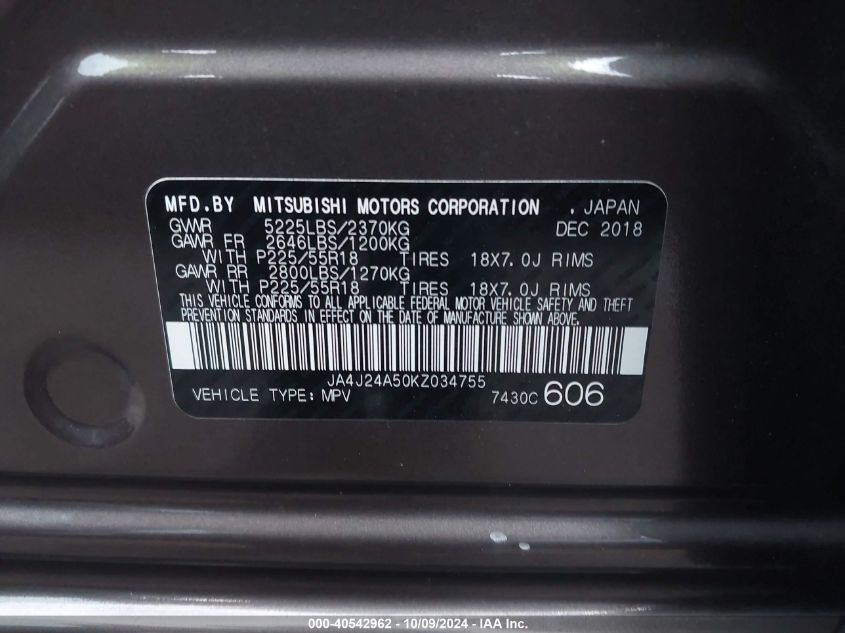 MFD.BY MITSUBISHI MOTORS CORPORATION . JAPAN
GVWR 5225LBS/2370KG DEC 2018
GAWR FR 2646LBS/1200KG
WITH P225/55R18 TIRES 18X7.0J RIMS
GAWR RR 2800LBS/1270KG
WITH P225/55R18 TIRES 18X7.0J RIMS
THIS VEHICLE CONFORMS TO ALL APPLICABLE FEDERAL MOTOR VEHICLE SAFETY AND THEFT
PREVENTION STANDARDS IN EFFECT ON THE DATE OF MANUFACTURE SHOWN ABOVE.
JA4J24A50KZ034755
VEHICLE TYPE: MPV 7430C 606
000-40542962 - 10/09/2024 - IAA Inc.